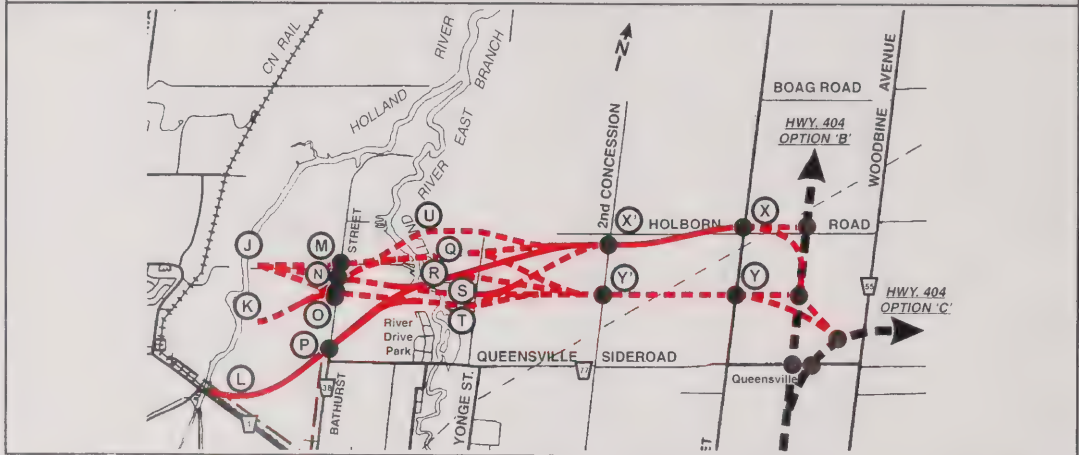 CN RAIL
HOLLAND
RIVER
RIVER
EAST
BRANCH
N
BOAG ROAD
HWY. 404
OPTION 'B'
WOODBINE AVENUE
2nd CONCESSION
U
J
M
STREET
Q
X'
HOLBORN
X
ROAD
N
R
S
K
O
T
Y'
Y
55
HWY. 404
OPTION 'C'
P
River
Drive
Park
QUEENSVILLE SIDEROAD
77
Queensville
L
38
1
BATHURST
YONGE ST.
ET